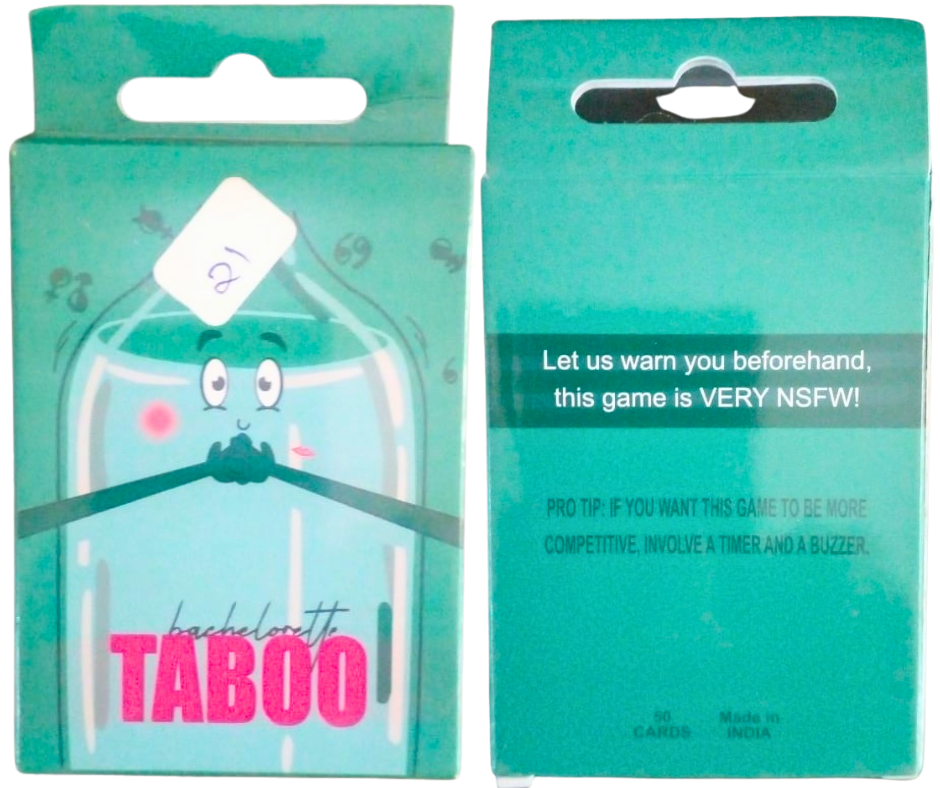 69
bachelorette
TABOO
Let us warn you beforehand,
this game is VERY NSFW!
PRO TIP: IF YOU WANT THIS GAME TO BE MORE
COMPETITIVE, INVOLVE A TIMER AND A BUZZER.
CARDS
Made in
INDIA